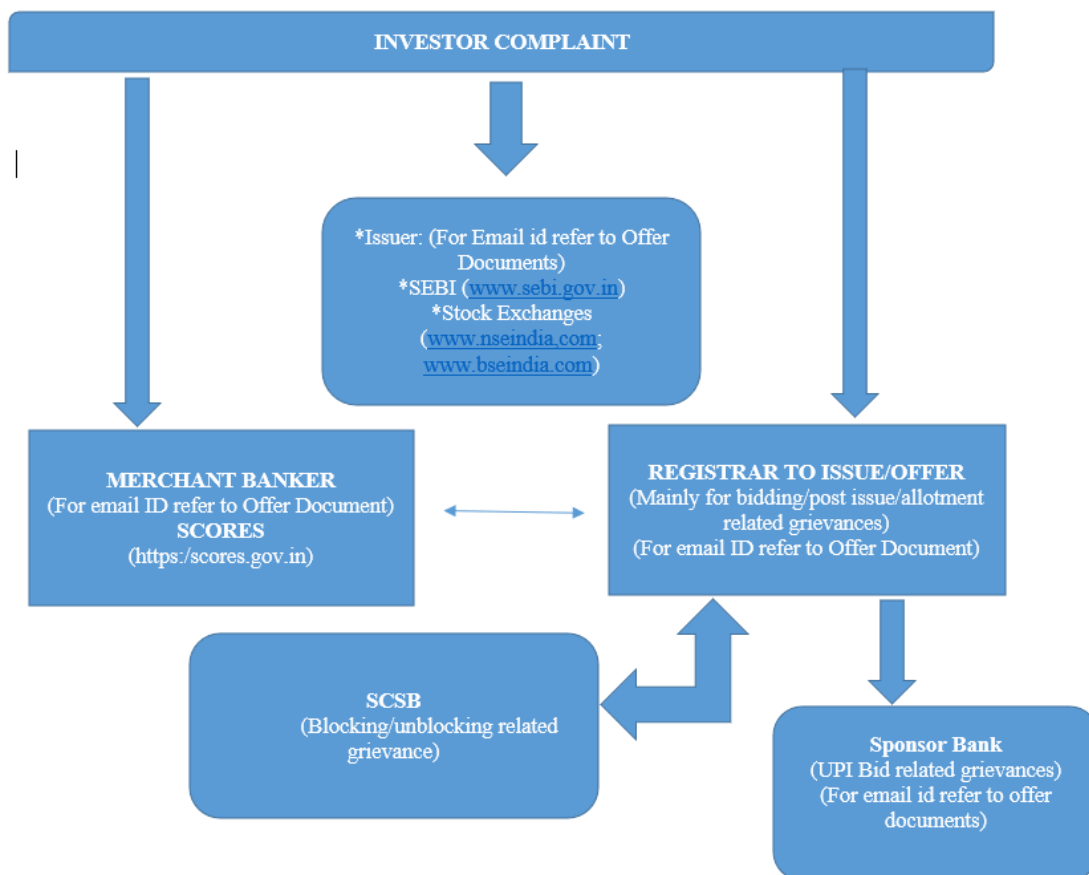 INVESTOR COMPLAINT
*Issuer: (For Email id refer to Offer
Documents)
*SEBI (www.sebi.gov.in)
*Stock Exchanges
(www.nseindia,com;
www.bseindia.com)
MERCHANT BANKER
(For email ID refer to Offer Document)
SCORES
(https:/scores.gov.in)
REGISTRAR TO ISSUE/OFFER
(Mainly for bidding/post issue/allotment
related grievances)
(For email ID refer to Offer Document)
SCSB
(Blocking/unblocking related
grievance)
Sponsor Bank
(UPI Bid related grievances)
(For email id refer to offer
documents)